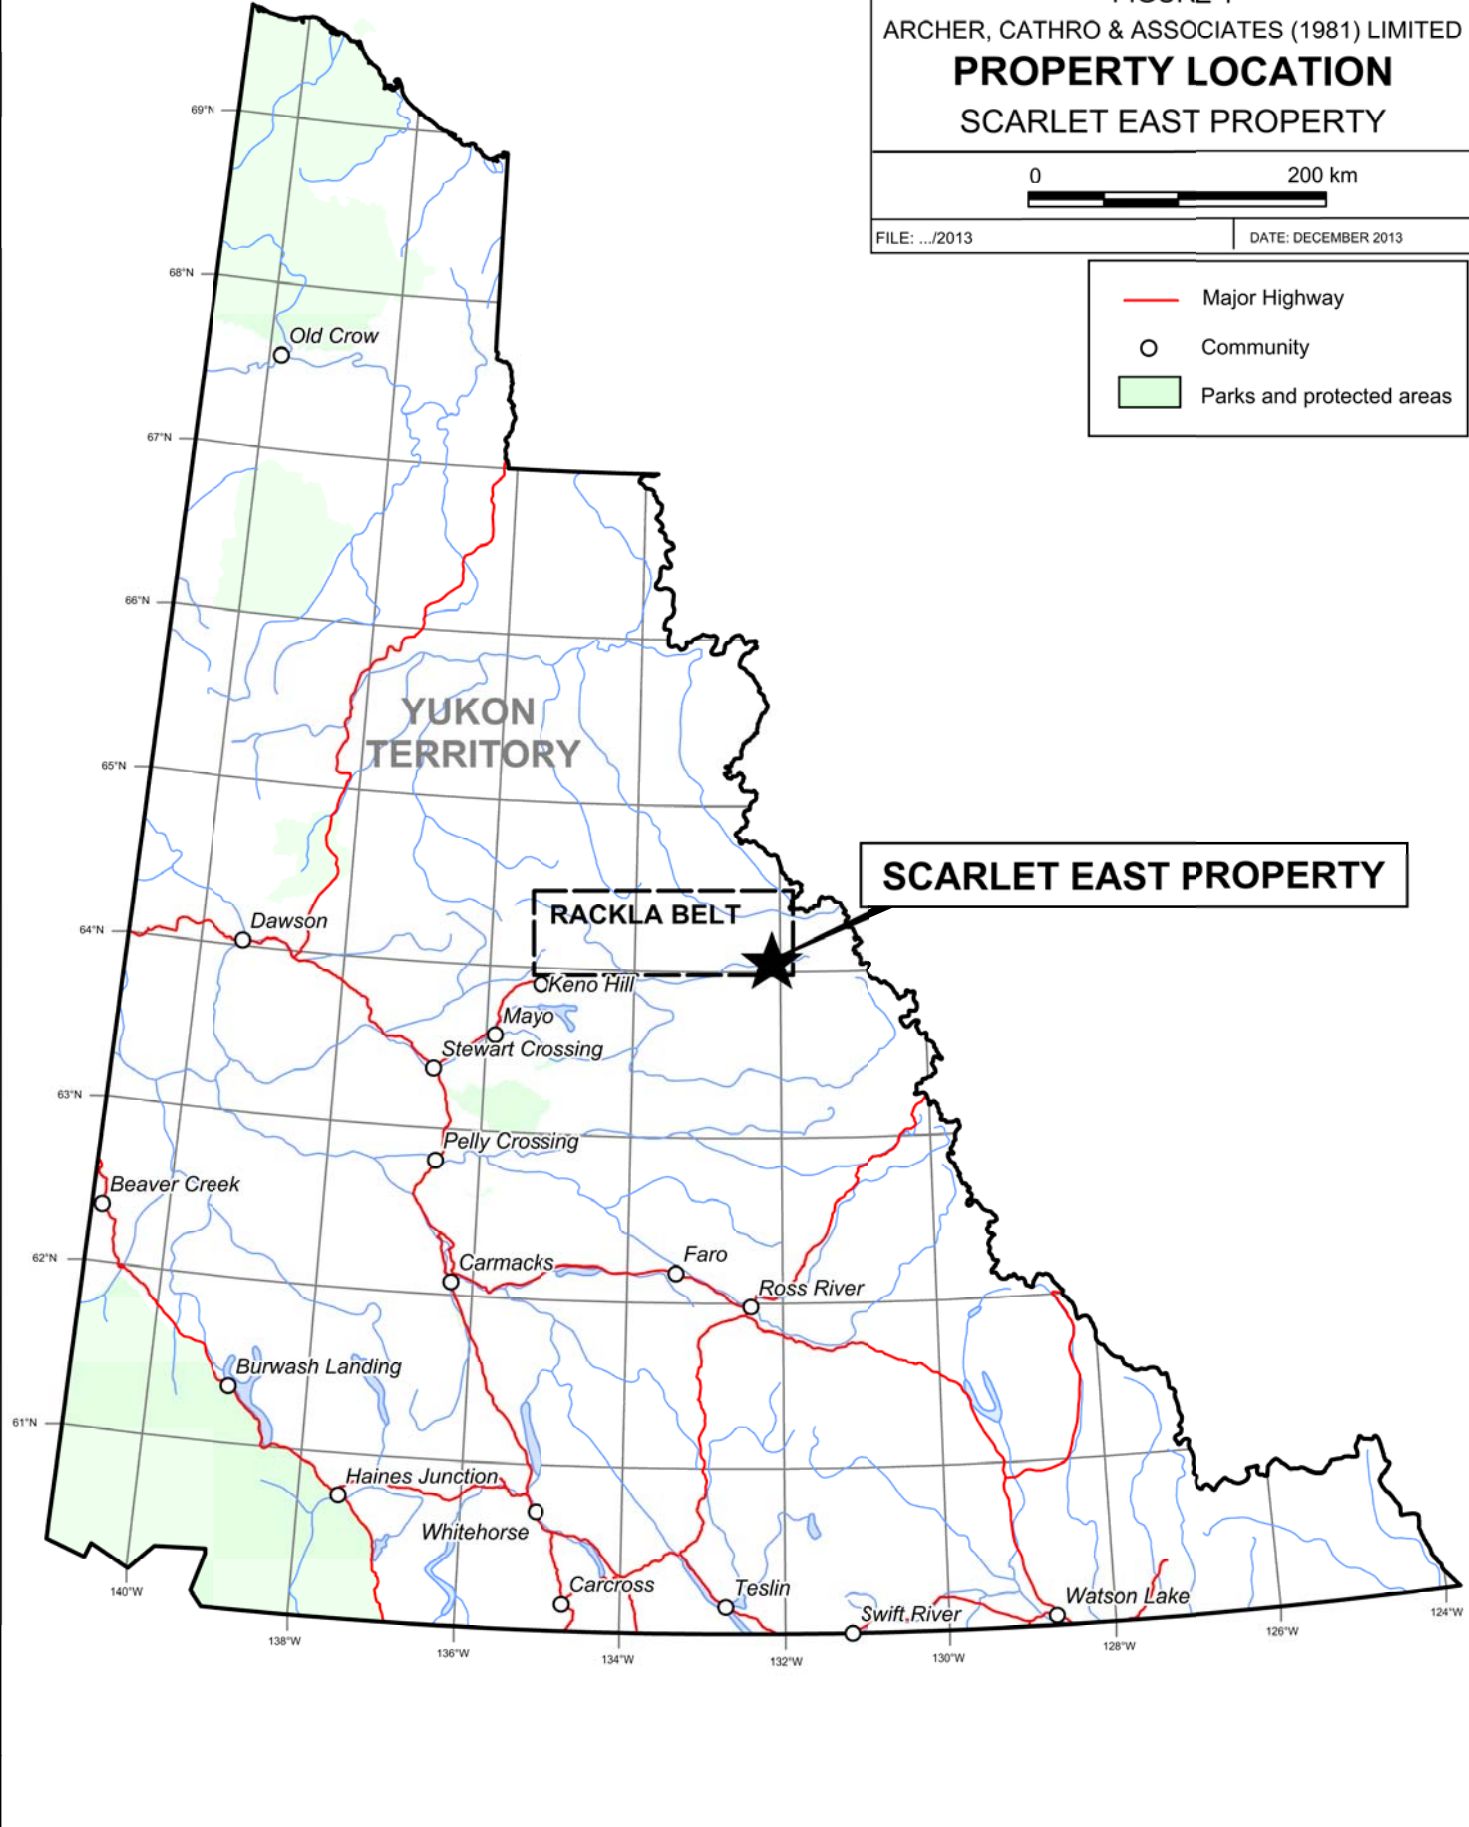 ARCHER, CATHRO & ASSOCIATES (1981) LIMITED
PROPERTY LOCATION
SCARLET EAST PROPERTY
0 200 km
FILE: .../2013 DATE: DECEMBER 2013
Major Highway
Community
Parks and protected areas
69°N
68°N
Old Crow
67°N
66°N
YUKON
TERRITORY
65°N
SCARLET EAST PROPERTY
RACKLA BELT
Dawson
64°N
Keno Hill
Mayo
Stewart Crossing
63°N
Pelly Crossing
Beaver Creek
62°N
Carmacks
Faro
Ross River
Burwash Landing
61°N
Haines Junction
Whitehorse
Carcross
Teslin
Swift River
Watson Lake
140°W
138°W
136°W
134°W
132°W
130°W
128°W
126°W
124°W